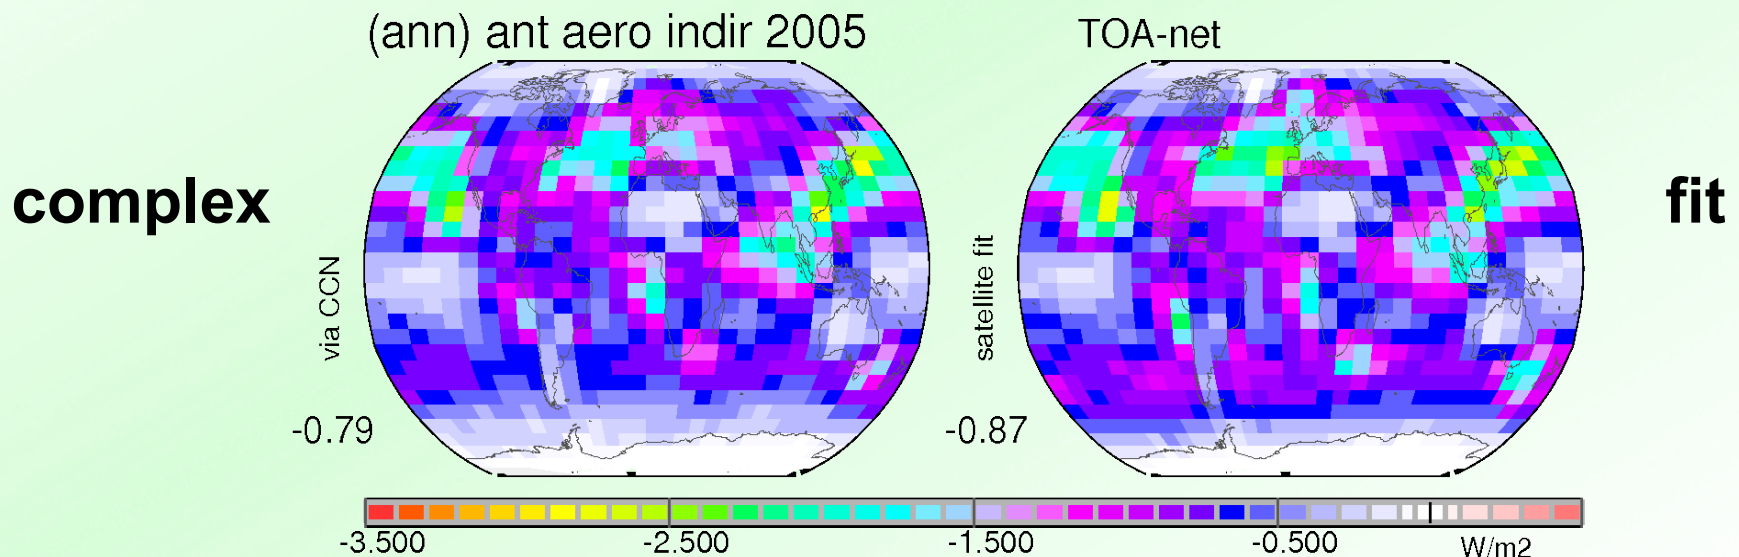 (ann) ant aero indir 2005
TOA-net
complex
fit
via CCN
satellite fit
-0.79
-0.87
-3.500 -2.500 -1.500 -0.500 W/m2